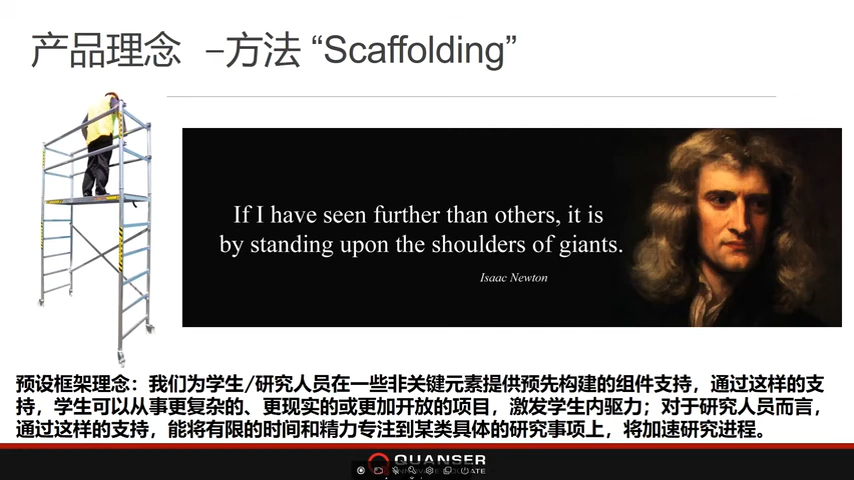 产品理念 –方法 “Scaffolding”
If I have seen further than others, it is
by standing upon the shoulders of giants.
Isaac Newton
预设框架理念：我们为学生/研究人员在一些非关键元素提供预先构建的组件支持，通过这样的支
持，学生可以从事更复杂的、更现实的或更加开放的项目，激发学生内驱力；对于研究人员而言，
通过这样的支持，能将有限的时间和精力专注到某类具体的研究事项上，将加速研究进程。
QUANSER